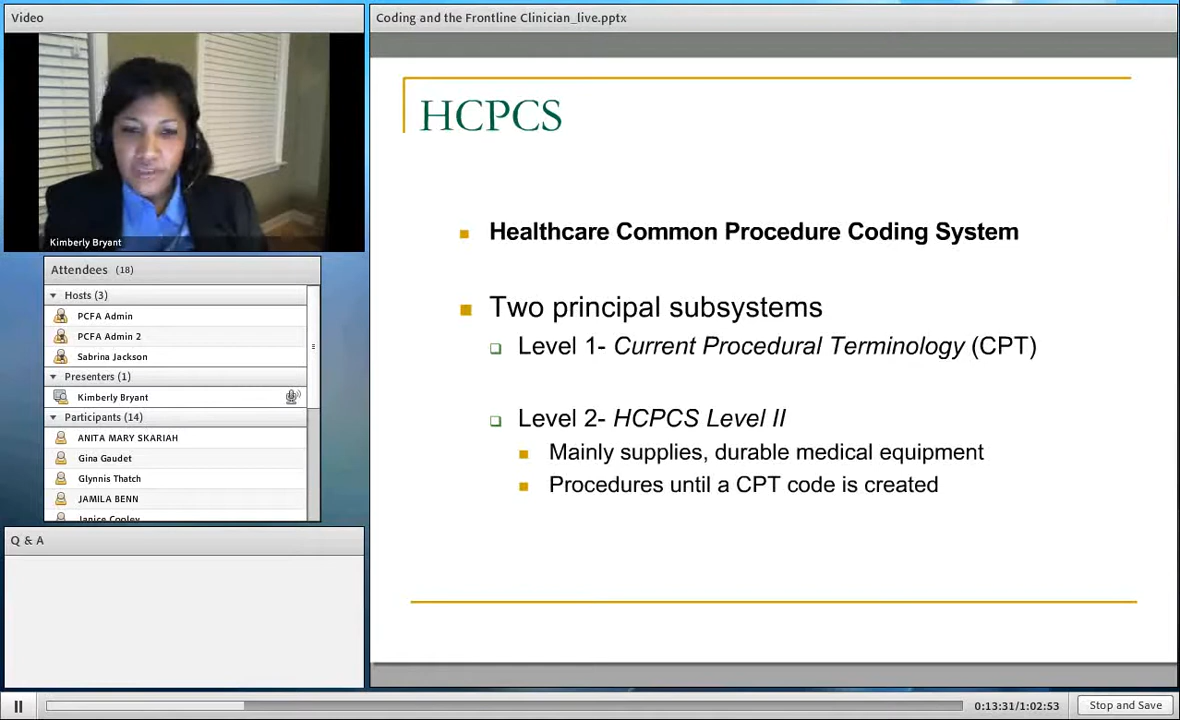 Video
Kimberly Bryant
Attendees (18)
Hosts (3)
PCFA Admin
PCFA Admin 2
Sabrina Jackson
Presenters (1)
Kimberly Bryant
Participants (14)
ANITA MARY SKARIAH
Gina Gaudet
Glynnis Thatch
JAMILA BENN
Janice Cooley
Q & A
Coding and the Frontline Clinician_live.pptx
HCPCS
Healthcare Common Procedure Coding System
Two principal subsystems
Level 1- Current Procedural Terminology (CPT)
Level 2- HCPCS Level II
Mainly supplies, durable medical equipment
Procedures until a CPT code is created
0:13:31/1:02:53
Stop and Save